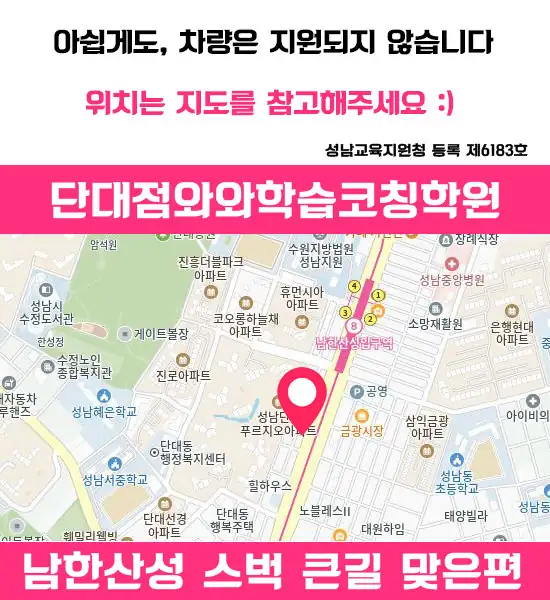 아쉽게도, 차량은 지원되지 않습니다
위치는 지도를 참고해주세요 :)
성남교육지원청 등록 제6183호
단대점와와학습코칭학원
암석원
장례식장
수원지방법원
성남지원
진흥더블파크
아파트
성남중앙병원
성남시
수정도서관
휴먼시아
아파트
4
1
3
2
8
코오롱하늘채
아파트
소망재활원
은행현대
아파트
게이트볼장
한성정
남한산성입구역
수정노인
종합복지관
진로아파트
공영
성남혜은학교
푸르지오아파트
금광시장
삼익금광
아파트
아이비의
단대동
행정복지센터
성남서중학교
성남동
초등학교
힐하우스
단대선경
아파트
단대동
행복주택
노블레스II
태양빌라
대원하임
훼밀리웰빙
남한산성 스벅 큰길 맞은편